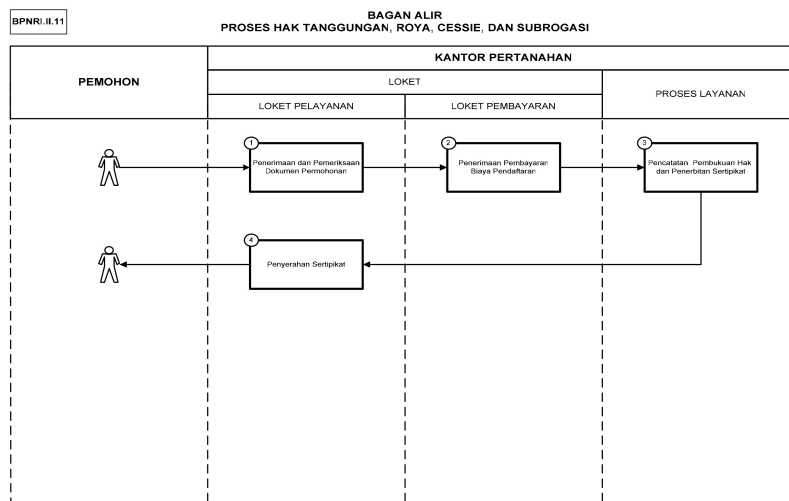 BPNRI.II.11
BAGAN ALIR
PROSES HAK TANGGUNGAN, ROYA, CESSIE, DAN SUBROGASI
PEMOHON
KANTOR PERTANAHAN
LOKET
PROSES LAYANAN
LOKET PELAYANAN
LOKET PEMBAYARAN
1
Penerimaan dan Pemeriksaan
Dokumen Permohonan
2
Penerimaan Pembayaran
Biaya Pendaftaran
3
Pencatatan Pembukuan Hak
dan Penerbitan Sertipikat
4
Penyerahan Sertipikat